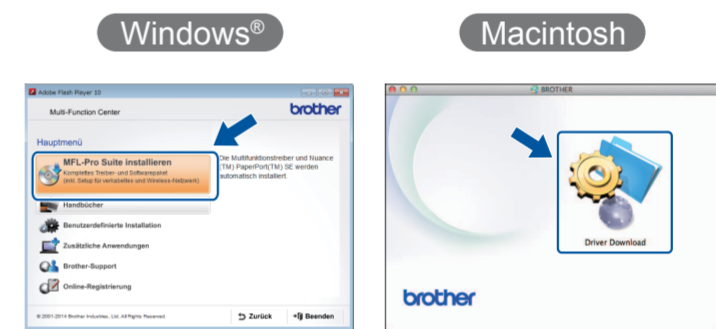 Windows®
Macintosh
Adobe Flash Player 10
Multi-Function Center
brother
Hauptmenü
MFL-Pro Suite installieren
Komplettes Treiber- und Softwarepaket
(inkl. Setup für verkabeltes und Wireless-Netzwerk)
Die Multifunktionstreiber und Nuance
(TM) PaperPort(TM) SE werden
automatisch installiert.
Handbücher
Benutzerdefinierte Installation
Zusätzliche Anwendungen
Brother-Support
Online-Registrierung
© 2001-2014 Brother Industries, Ltd. All Rights Reserved.
Zurück
Beenden
BROTHER
Driver Download
brother